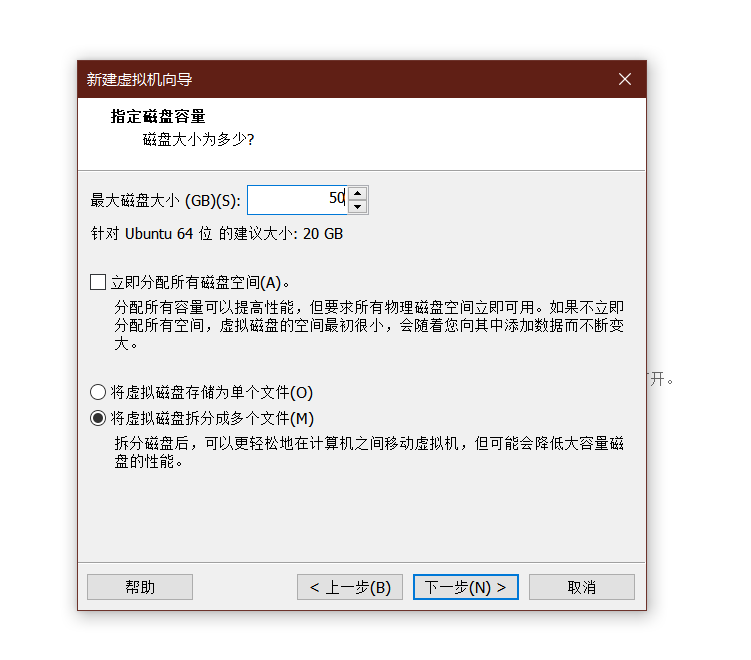 新建虚拟机向导
指定磁盘容量
磁盘大小为多少?
最大磁盘大小 (GB)(S): 50
针对 Ubuntu 64 位 的建议大小: 20 GB
立即分配所有磁盘空间(A)。
分配所有容量可以提高性能，但要求所有物理磁盘空间立即可用。如果不立即
分配所有空间，虚拟磁盘的空间最初很小，会随着您向其中添加数据而不断变
大。
开。
将虚拟磁盘存储为单个文件(O)
将虚拟磁盘拆分成多个文件(M)
拆分磁盘后，可以更轻松地在计算机之间移动虚拟机，但可能会降低大容量磁
盘的性能。
帮助 < 上一步(B) 下一步(N) > 取消